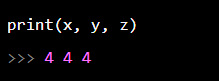 print(x, y, z)
>>> 4 4 4